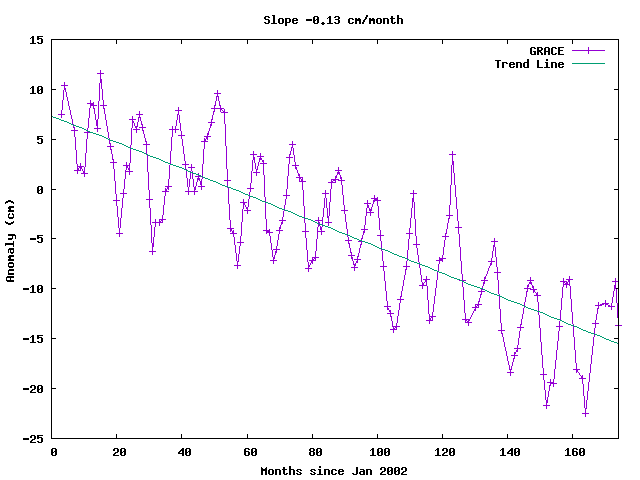 Slope -0.13 cm/month
GRACE
Trend Line
15
10
5
0
-5
-10
-15
-20
-25
Anomaly (cm)
0 20 40 60 80 100 120 140 160
Months since Jan 2002